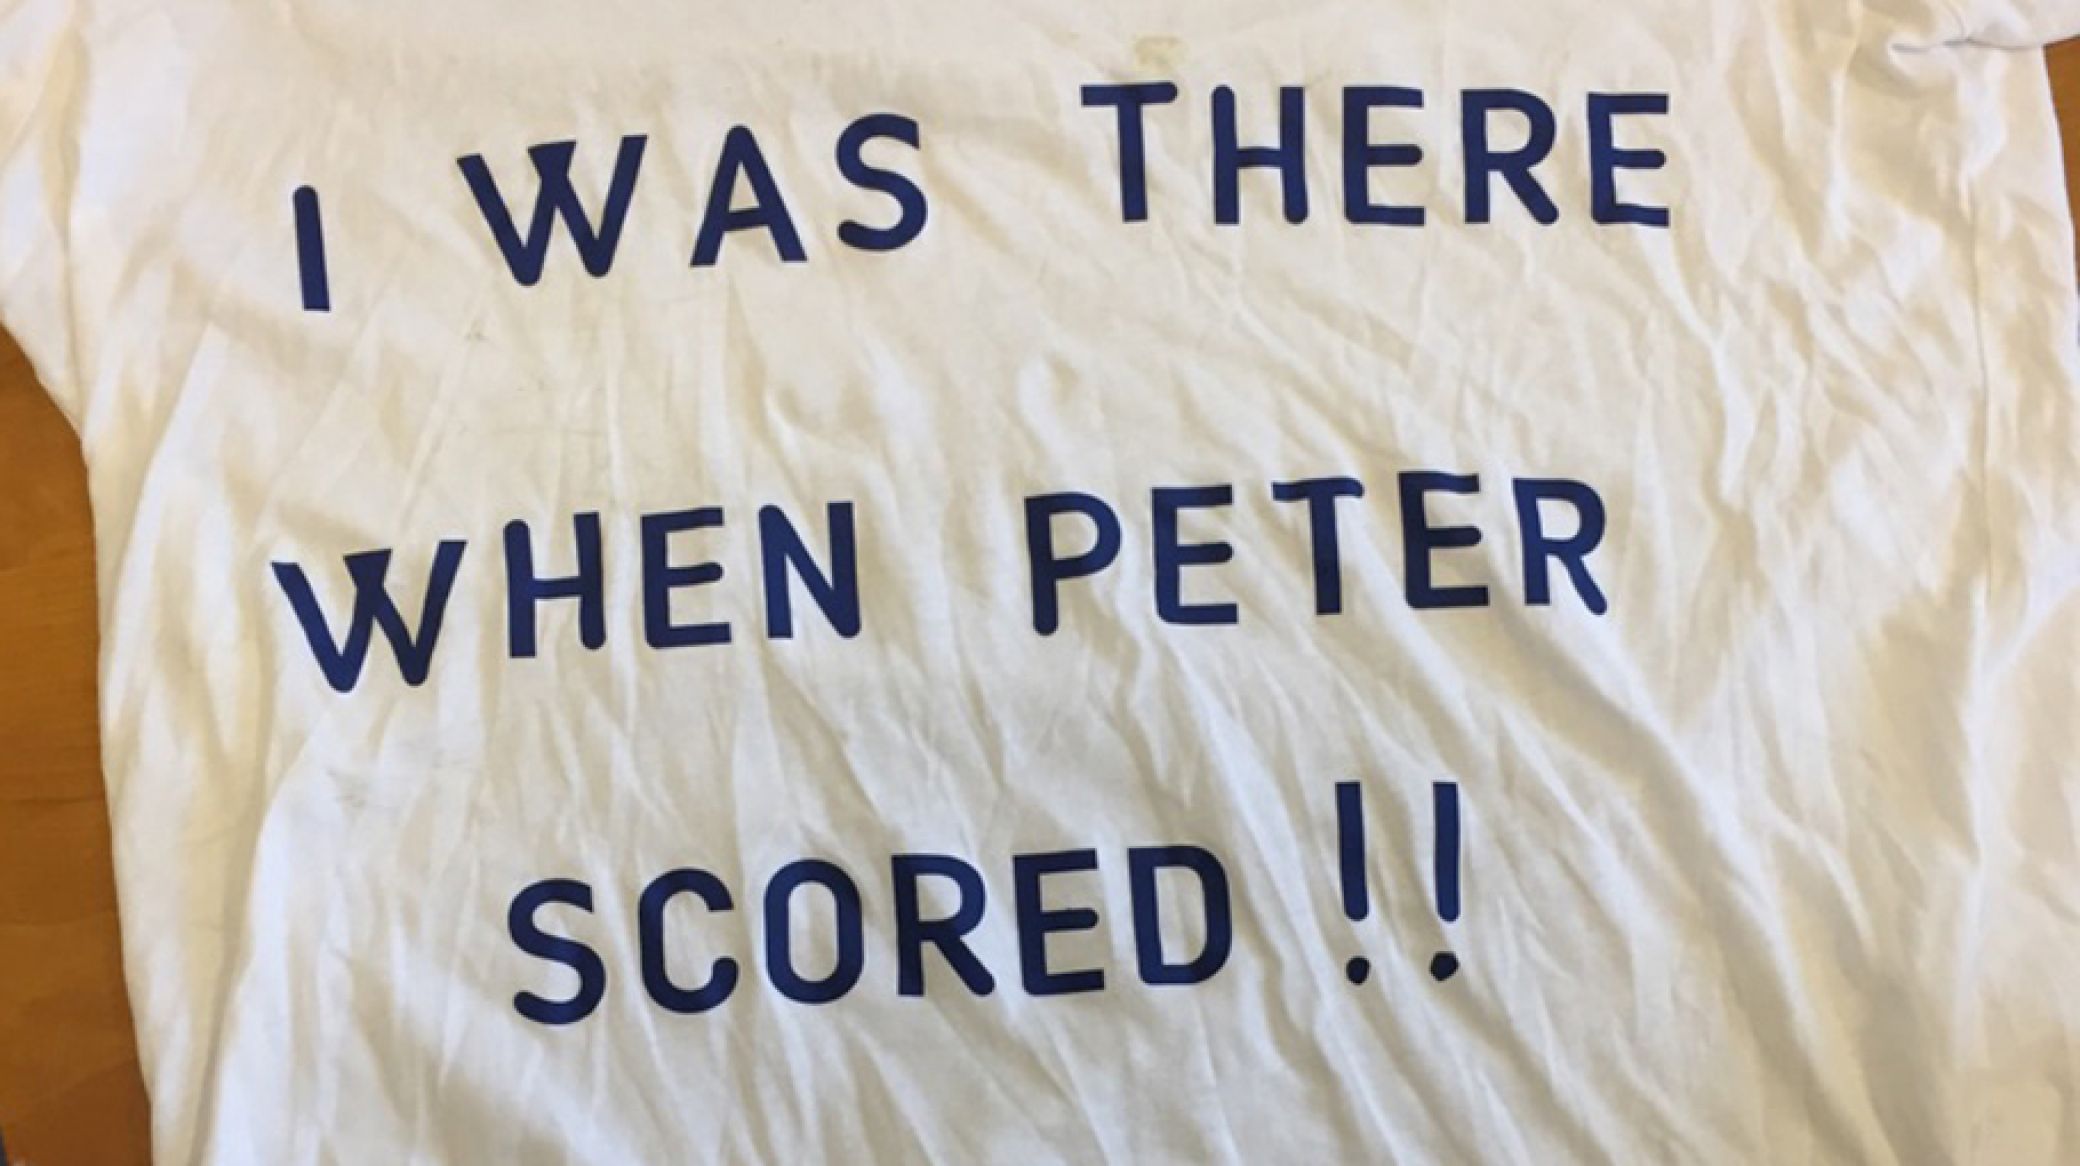 I WAS THERE
WHEN PETER
SCORED !!